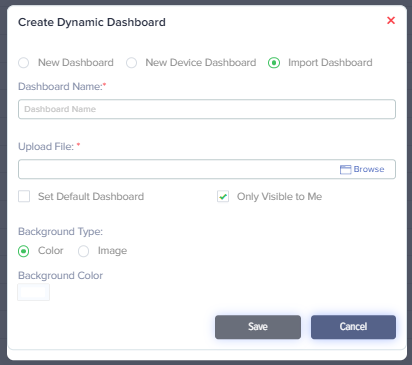 Create Dynamic Dashboard
New Dashboard New Device Dashboard Import Dashboard
Dashboard Name:*
Dashboard Name
Upload File: *
Browse
Set Default Dashboard Only Visible to Me
Background Type:
Color Image
Background Color
Save Cancel